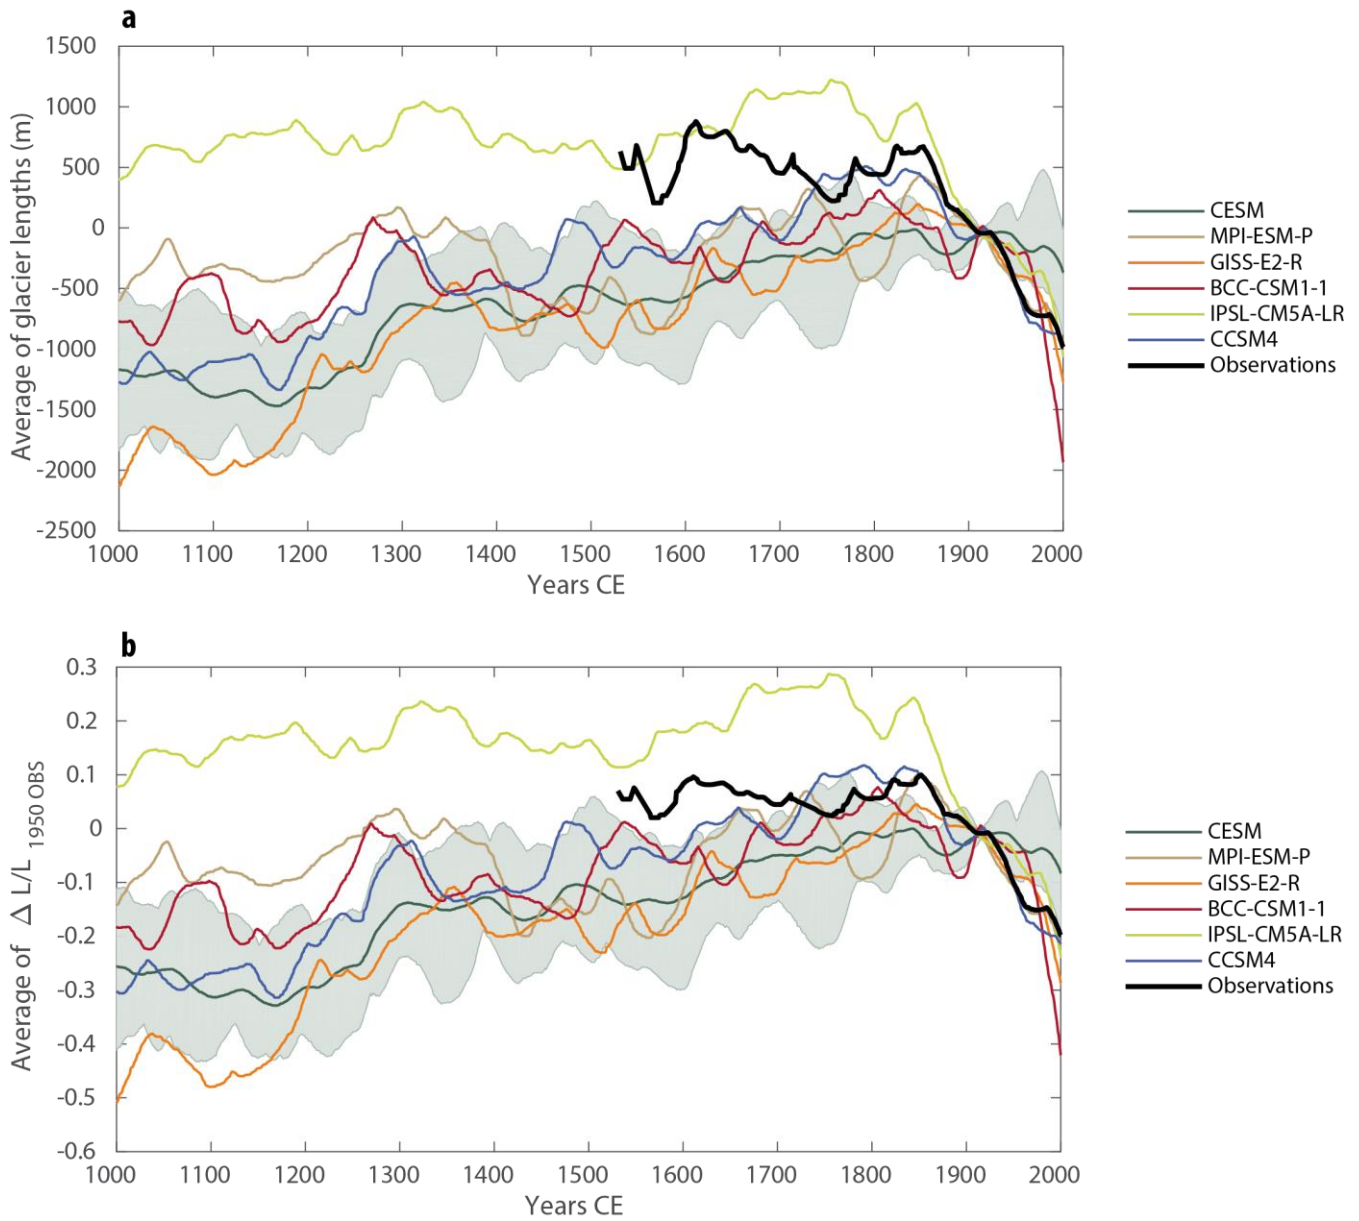 a
1500
1000
500
0
-500
-1000
-1500
-2000
-2500
Average of glacier lengths (m)
1000 1100 1200 1300 1400 1500 1600 1700 1800 1900 2000
Years CE
CESM
MPI-ESM-P
GISS-E2-R
BCC-CSM1-1
IPSL-CM5A-LR
CCSM4
Observations
b
0.3
0.2
0.1
0
-0.1
-0.2
-0.3
-0.4
-0.5
-0.6
Average of Δ L/L 1950 OBS
1000 1100 1200 1300 1400 1500 1600 1700 1800 1900 2000
Years CE
CESM
MPI-ESM-P
GISS-E2-R
BCC-CSM1-1
IPSL-CM5A-LR
CCSM4
Observations